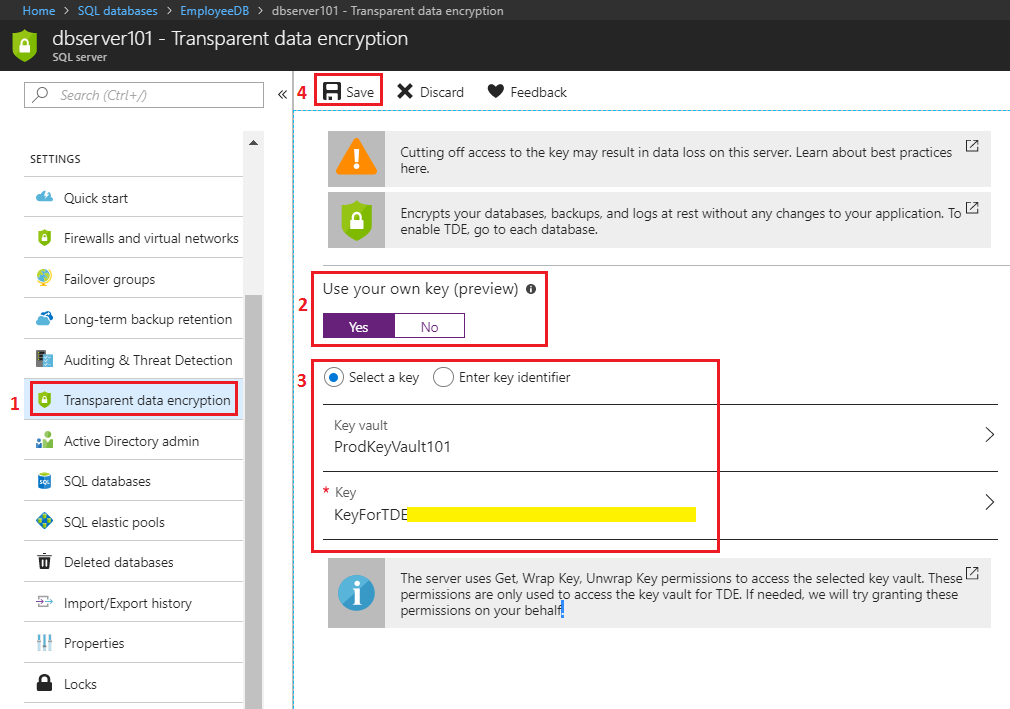 Home > SQL databases > EmployeeDB > dbserver101 - Transparent data encryption
dbserver101 - Transparent data encryption
SQL server
Search (Ctrl+/)
«
SETTINGS
Quick start
Firewalls and virtual networks
Failover groups
Long-term backup retention
Auditing & Threat Detection
1
Transparent data encryption
Active Directory admin
SQL databases
SQL elastic pools
Deleted databases
Import/Export history
Properties
Locks
4 Save Discard Feedback
Cutting off access to the key may result in data loss on this server. Learn about best practices
here.
Encrypts your databases, backups, and logs at rest without any changes to your application. To
enable TDE, go to each database.
2
Use your own key (preview)
Yes No
3
Select a key Enter key identifier
Key vault
ProdKeyVault101
* Key
KeyForTDE
The server uses Get, Wrap Key, Unwrap Key permissions to access the selected key vault. These
permissions are only used to access the key vault for TDE. If needed, we will try granting these
permissions on your behalf.